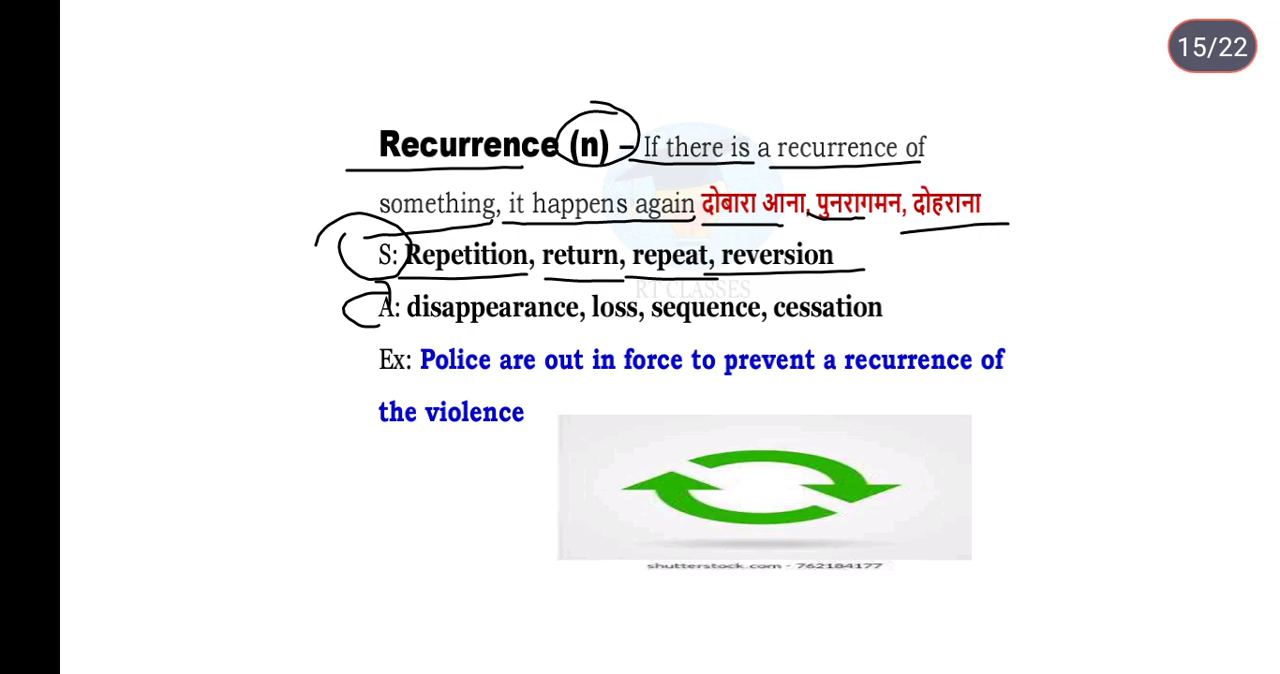 15/22
Recurrence (n) – If there is a recurrence of
something, it happens again दोबारा आना, पुनरागमन, दोहराना
S: Repetition, return, repeat, reversion
RT CLASSES
A: disappearance, loss, sequence, cessation
Ex: Police are out in force to prevent a recurrence of
the violence
shutterstock.com - 762184177